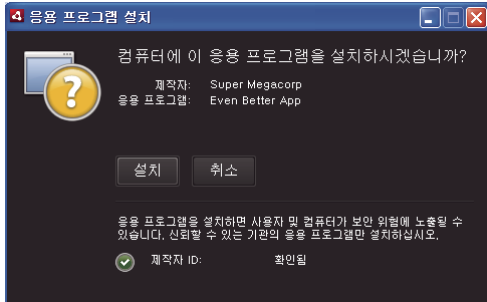 응용 프로그램 설치
컴퓨터에 이 응용 프로그램을 설치하시겠습니까?
제작자: Super Megacorp
응용 프로그램: Even Better App
설치 취소
응용 프로그램을 설치하면 사용자 및 컴퓨터가 보안 위험에 노출될 수
있습니다. 신뢰할 수 있는 기관의 응용 프로그램만 설치하십시오.
제작자 ID: 확인됨